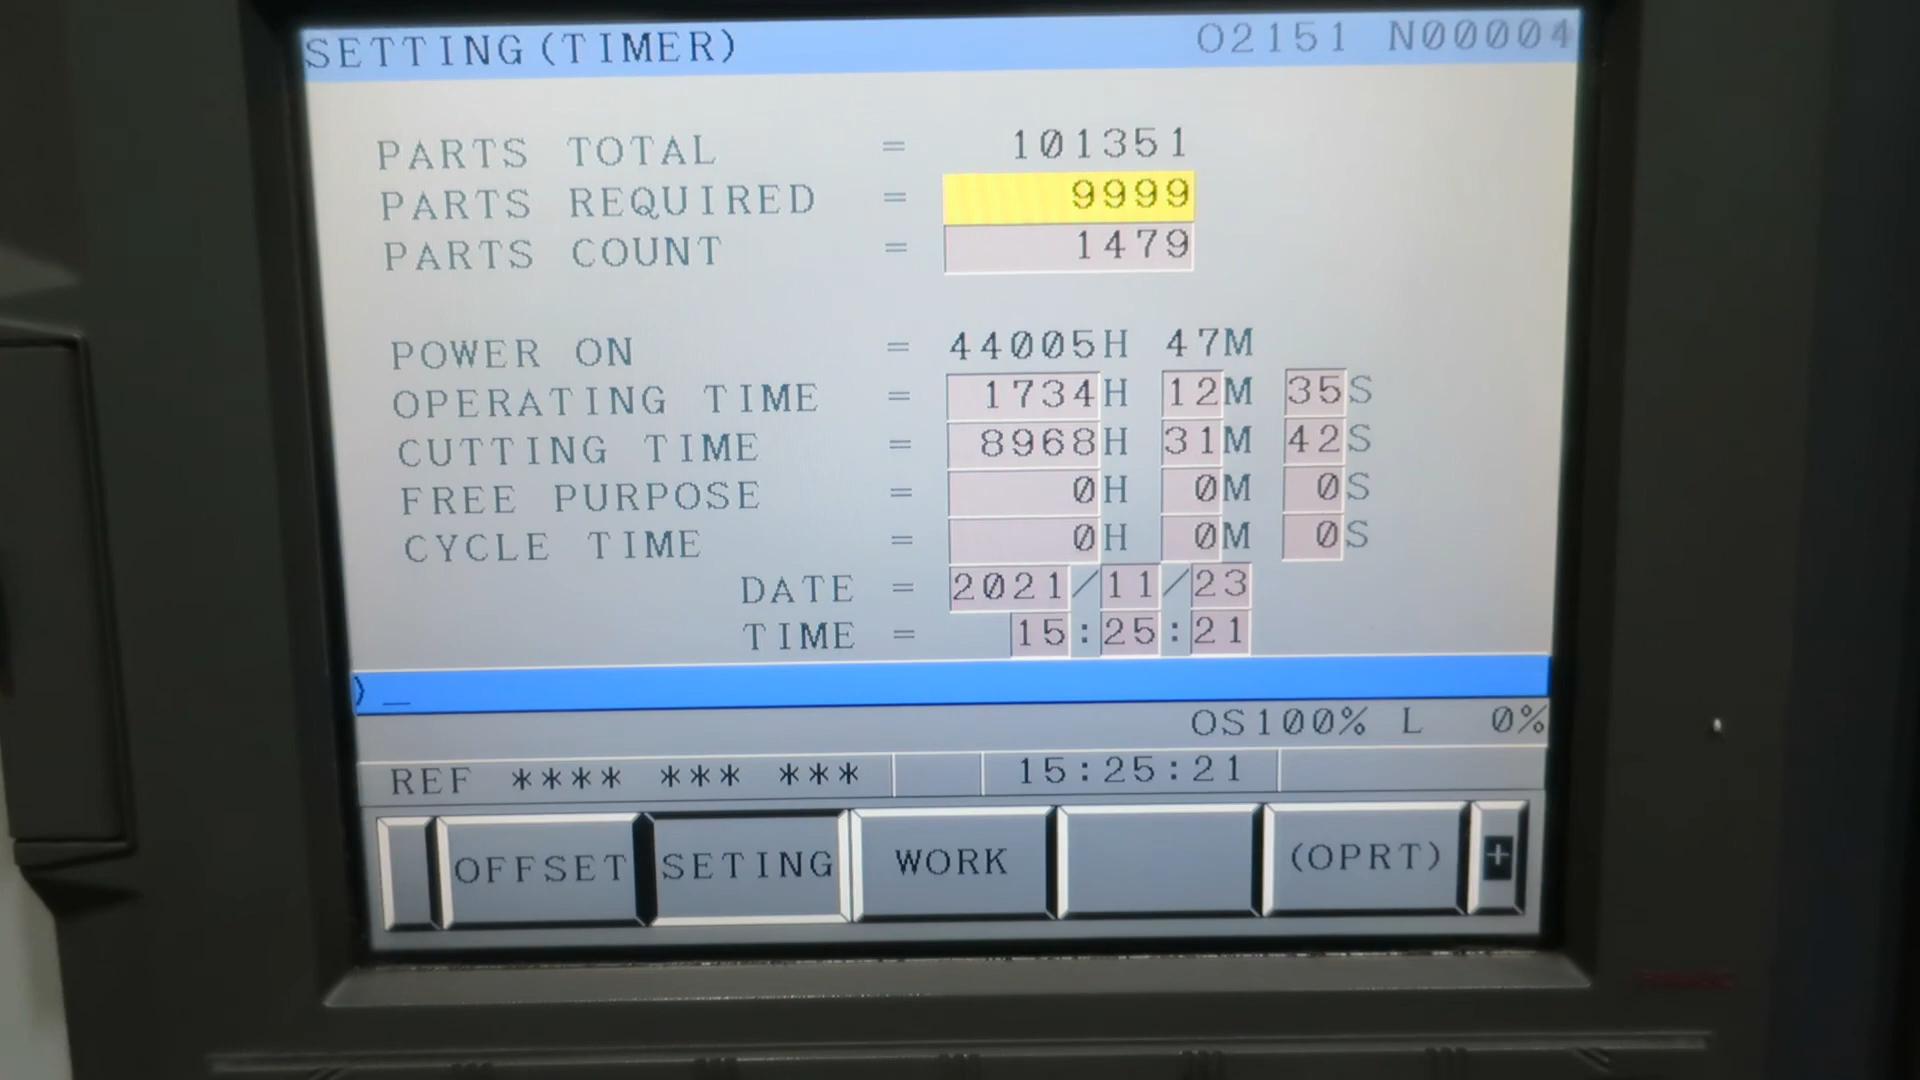 SETTING(TIMER) O2151 N00004
PARTS TOTAL = 101351
PARTS REQUIRED = 9999
PARTS COUNT = 1479
POWER ON = 44005H 47M
OPERATING TIME = 1734H 12M 35S
CUTTING TIME = 8968H 31M 42S
FREE PURPOSE = 0H 0M 0S
CYCLE TIME = 0H 0M 0S
DATE = 2021/11/23
TIME = 15:25:21
)_
OS100% L 0%
REF **** *** *** 15:25:21
OFFSET SETING WORK (OPRT) +